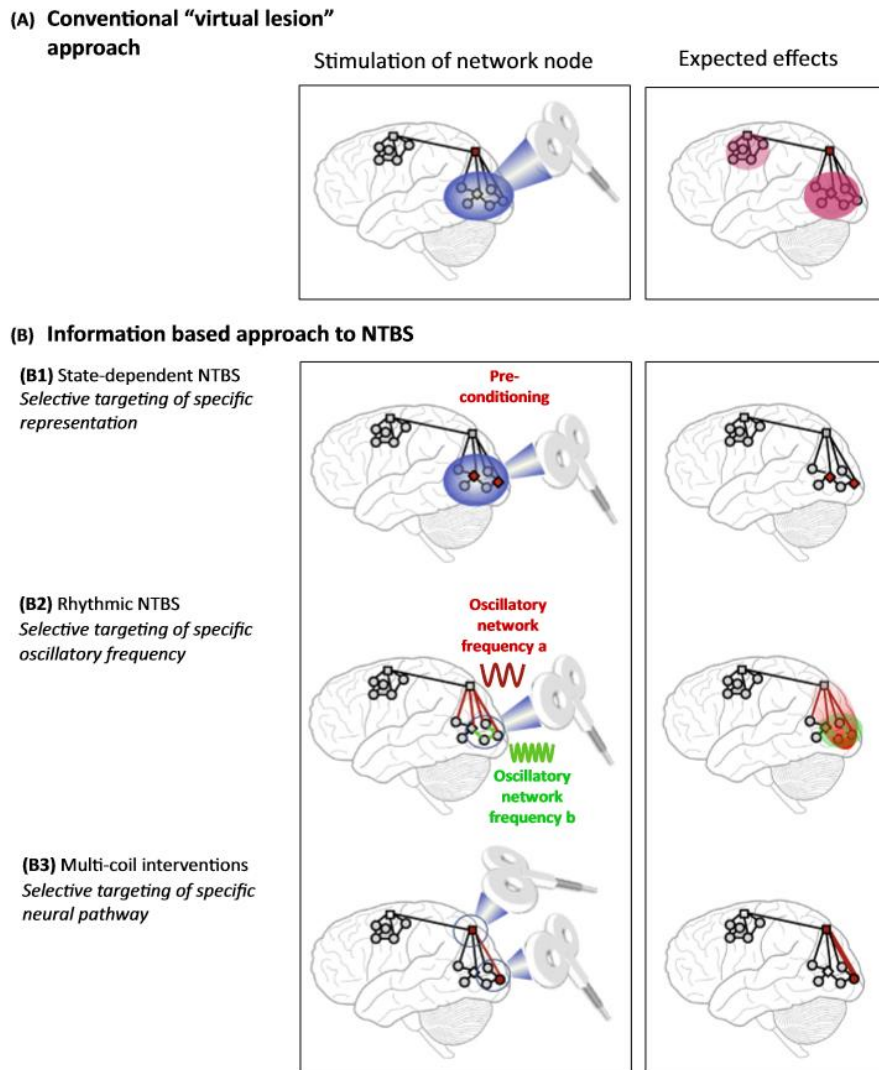 (A) Conventional “virtual lesion”
approach
Stimulation of network node
Expected effects
(B) Information based approach to NTBS
(B1) State-dependent NTBS
Selective targeting of specific
representation
Pre-
conditioning
(B2) Rhythmic NTBS
Selective targeting of specific
oscillatory frequency
Oscillatory
network
frequency a
Oscillatory
network
frequency b
(B3) Multi-coil interventions
Selective targeting of specific
neural pathway